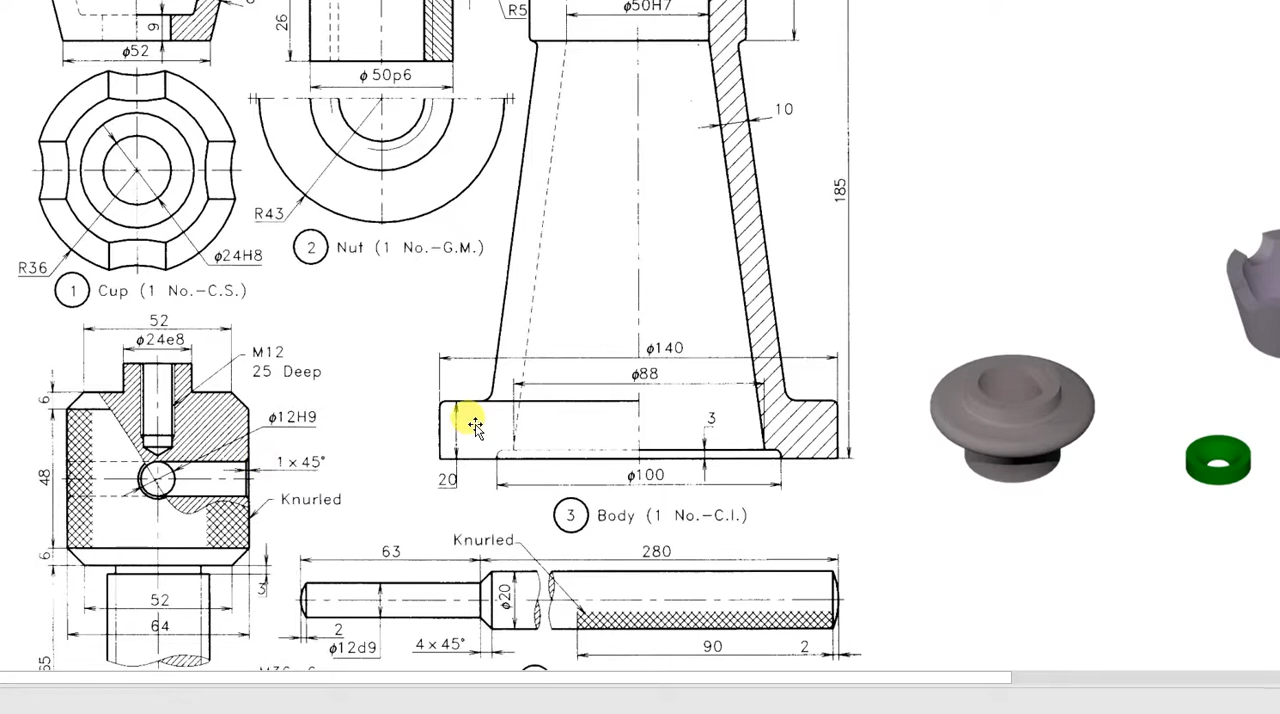 R5
φ50H7
26
9
φ52
φ50p6
10
185
R43
R36
φ24H8
2 Nut (1 No.-G.M.)
1 Cup (1 No.-C.S.)
52
φ24e8
M12
25 Deep
φ140
φ88
6
φ12H9
3
48
1×45°
20
φ100
Knurled
3 Body (1 No.-C.I.)
Knurled
6
63
280
3
φ20
52
64
2
φ12d9
4×45°
90
2